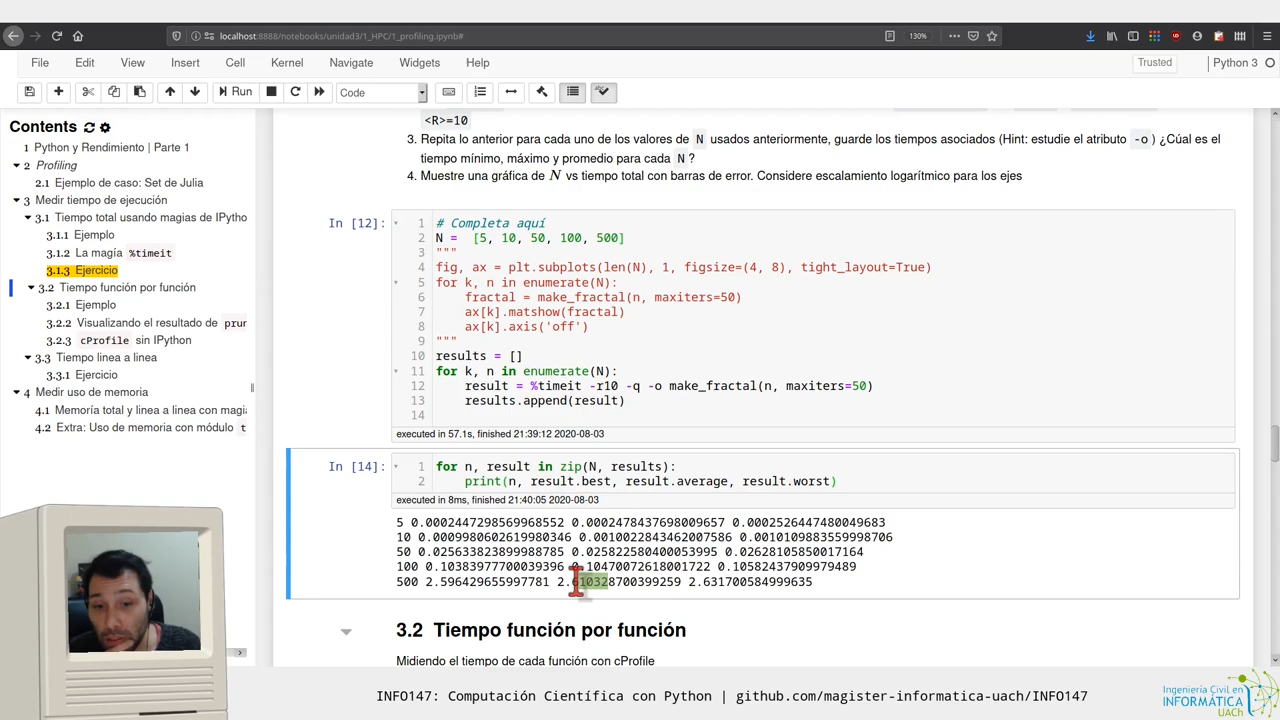 localhost:8888/notebooks/unidad3/1_HPC/1_profiling.ipynb#
130%
File Edit View Insert Cell Kernel Navigate Widgets Help
Trusted
Python 3
Run
Code
Contents
1 Python y Rendimiento | Parte 1
2 Profiling
2.1 Ejemplo de caso: Set de Julia
3 Medir tiempo de ejecución
3.1 Tiempo total usando magias de IPytho
3.1.1 Ejemplo
3.1.2 La magía %timeit
3.1.3 Ejercicio
3.2 Tiempo función por función
3.2.1 Ejemplo
3.2.2 Visualizando el resultado de prun
3.2.3 cProfile sin IPython
3.3 Tiempo linea a linea
3.3.1 Ejercicio
4 Medir uso de memoria
4.1 Memoría total y linea a linea con magi
4.2 Extra: Uso de memoria con módulo t
<R>=10
3. Repita lo anterior para cada uno de los valores de N usados anteriormente, guarde los tiempos asociados (Hint: estudie el atributo -o ) ¿Cúal es el
tiempo mínimo, máximo y promedio para cada N ?
4. Muestre una gráfica de N vs tiempo total con barras de error. Considere escalamiento logarítmico para los ejes
In [12]:
1 # Completa aquí
2 N = [5, 10, 50, 100, 500]
3 """
4 fig, ax = plt.subplots(len(N), 1, figsize=(4, 8), tight_layout=True)
5 for k, n in enumerate(N):
6 fractal = make_fractal(n, maxiters=50)
7 ax[k].matshow(fractal)
8 ax[k].axis('off')
9 """
10 results = []
11 for k, n in enumerate(N):
12 result = %timeit -r10 -q -o make_fractal(n, maxiters=50)
13 results.append(result)
14
executed in 57.1s, finished 21:39:12 2020-08-03
In [14]:
1 for n, result in zip(N, results):
2 print(n, result.best, result.average, result.worst)
executed in 8ms, finished 21:40:05 2020-08-03
5 0.0002447298569968552 0.0002478437698009657 0.0002526447480049683
10 0.0009980602619980346 0.0010022843462007586 0.0010109883559998706
50 0.025633823899988785 0.025822580400053995 0.02628105850017164
100 0.10383977700039396 0.10470072618001722 0.10582437909979489
500 2.596429655997781 2.610328700399259 2.631700584999635
3.2 Tiempo función por función
Midiendo el tiempo de cada función con cProfile
INFO147: Computación Científica con Python | github.com/magister-informatica-uach/INFO147
Ingeniería Civil en
INFORMÁTICA
UACh